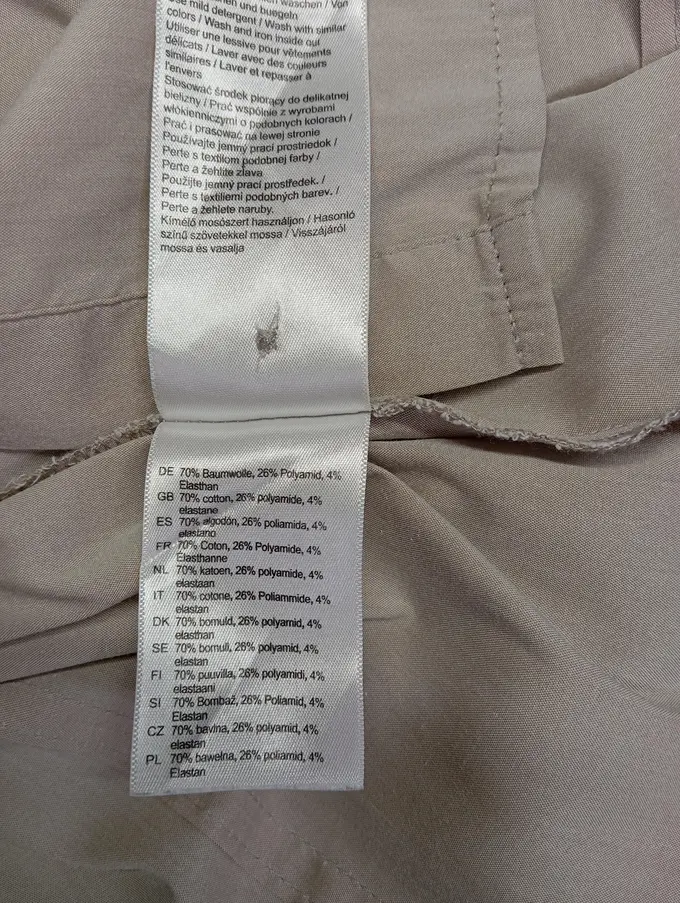 waschen / Von
und buegeln
Use mild detergent / Wash with similar
colors / Wash and iron inside out
Utiliser une lessive pour vêtements
délicats / Laver avec des couleurs
similaires / Laver et repasser à
l'envers
Stosować środek piorący do delikatnej
bielizny / Prać wspólnie z wyrobami
włókienniczymi o podobnych kolorach /
Prać i prasować na lewej stronie
Používajte jemný prací prostriedok /
Perte s textilom podobnej farby /
Perte a žehlite zľava
Použijte jemný prací prostředek. /
Perte s textiliemi podobných barev. /
Perte a žehlete naruby.
Kímélő mosószert használjon / Hasonló
színű szövetekkel mossa / Visszájáról
mossa és vasalja
DE 70% Baumwolle, 26% Polyamid, 4%
Elasthan
GB 70% cotton, 26% polyamide, 4%
elastane
ES 70% algodón, 26% poliamida, 4%
elastano
FR 70% Coton, 26% Polyamide, 4%
Élasthanne
NL 70% katoen, 26% polyamide, 4%
elastaan
IT 70% cotone, 26% Poliammide, 4%
elastan
DK 70% bomuld, 26% polyamid, 4%
elasthan
SE 70% bomull, 26% polyamid, 4%
elastan
FI 70% puuvilla, 26% polyamidi, 4%
elastaani
SI 70% Bombaž, 26% Poliamid, 4%
Elastan
CZ 70% bavlna, 26% polyamid, 4%
elastan
PL 70% bawełna, 26% poliamid, 4%
Elastan